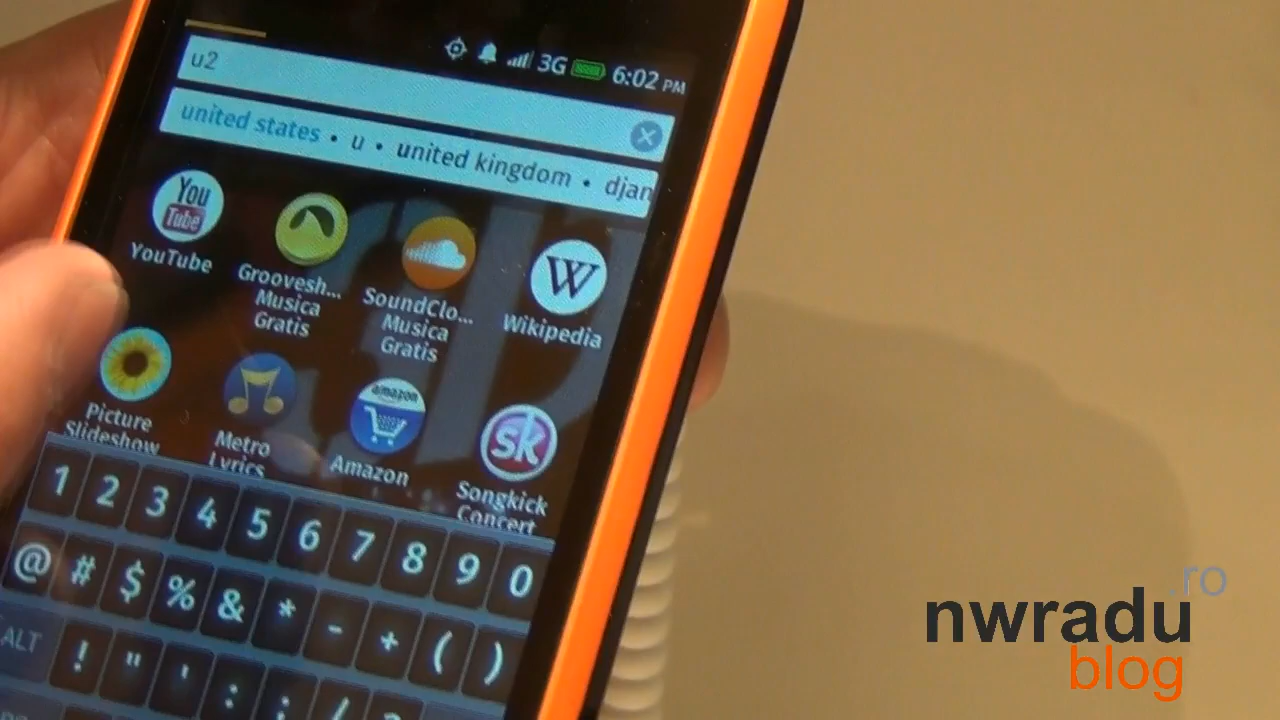 3G 6:02 PM
u2
united states • u • united kingdom • djan
You Tube
YouTube
Groovesh...
Musica
Gratis
SoundClo...
Musica
Gratis
W
Wikipedia
Picture
Slideshow
Metro
Lyrics
amazon
Amazon
sk
Songkick
Concert
1 2 3 4 5 6 7 8 9 0
@ # $ % & * - + ( )
ALT ! " ' : ; /
nwradu.ro
blog